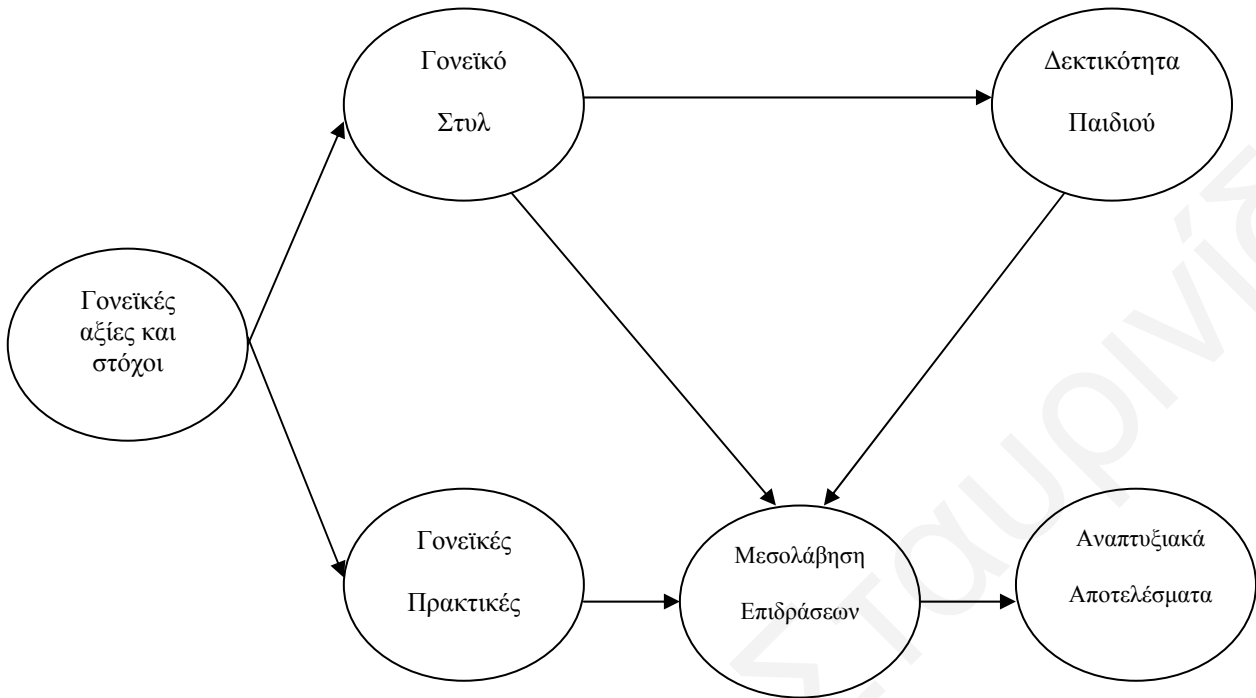 Γονεϊκό
Στυλ
Δεκτικότητα
Παιδιού
Γονεϊκές
αξίες και
στόχοι
Γονεϊκές
Πρακτικές
Μεσολάβηση
Επιδράσεων
Αναπτυξιακά
Αποτελέσματα